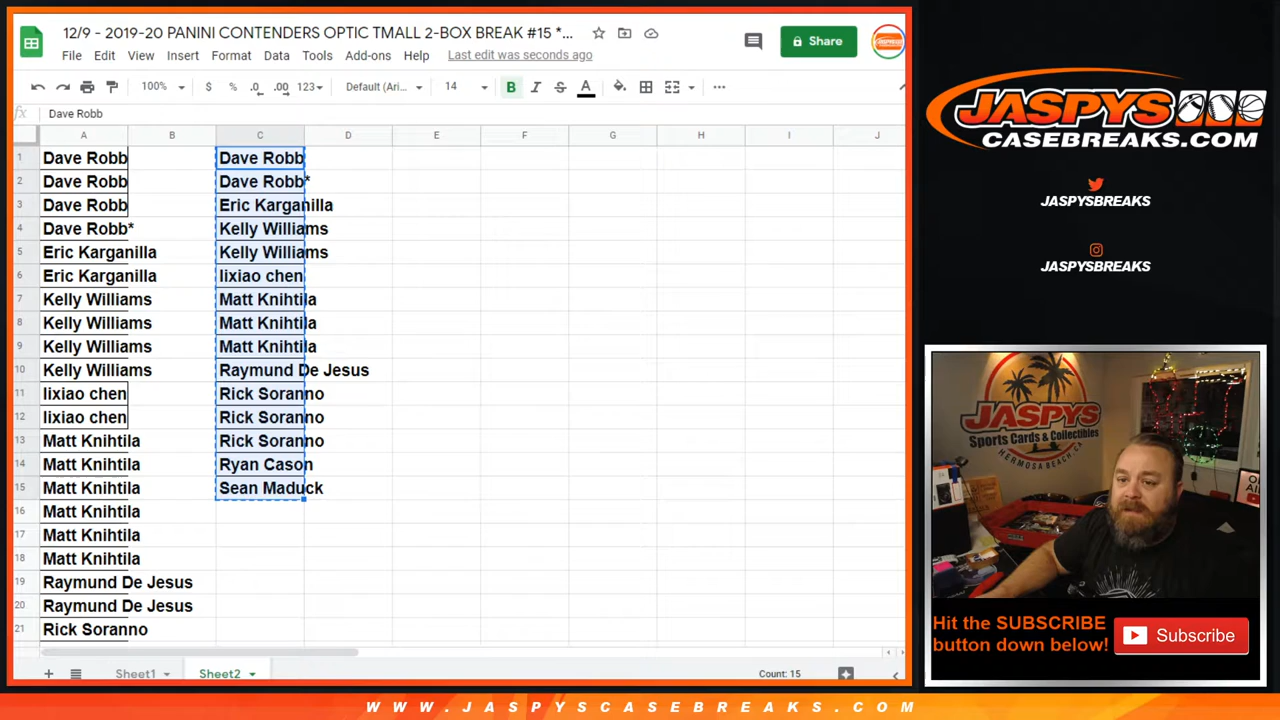 12/9 - 2019-20 PANINI CONTENDERS OPTIC TMALL 2-BOX BREAK #15 *...
File Edit View Insert Format Data Tools Add-ons Help Last edit was seconds ago
Share
100% $ % .0 .00 123 Default (Ari... 14 B I S A
fx Dave Robb
A B C D E F G H I J
1 Dave Robb Dave Robb
2 Dave Robb Dave Robb*
3 Dave Robb Eric Karganilla
4 Dave Robb* Kelly Williams
5 Eric Karganilla Kelly Williams
6 Eric Karganilla lixiao chen
7 Kelly Williams Matt Knihtila
8 Kelly Williams Matt Knihtila
9 Kelly Williams Matt Knihtila
10 Kelly Williams Raymund De Jesus
11 lixiao chen Rick Soranno
12 lixiao chen Rick Soranno
13 Matt Knihtila Rick Soranno
14 Matt Knihtila Ryan Cason
15 Matt Knihtila Sean Maduck
16 Matt Knihtila
17 Matt Knihtila
18 Matt Knihtila
19 Raymund De Jesus
20 Raymund De Jesus
21 Rick Soranno
Sheet1 Sheet2 Count: 15
JASPYS
CASEBREAKS.COM
JASPYSBREAKS
JASPYSBREAKS
JASPYS
Sports Cards & Collectibles
HERMOSA BEACH, CA
Hit the SUBSCRIBE
button down below!
Subscribe
WWW.JASPYSCASEBREAKS.COM